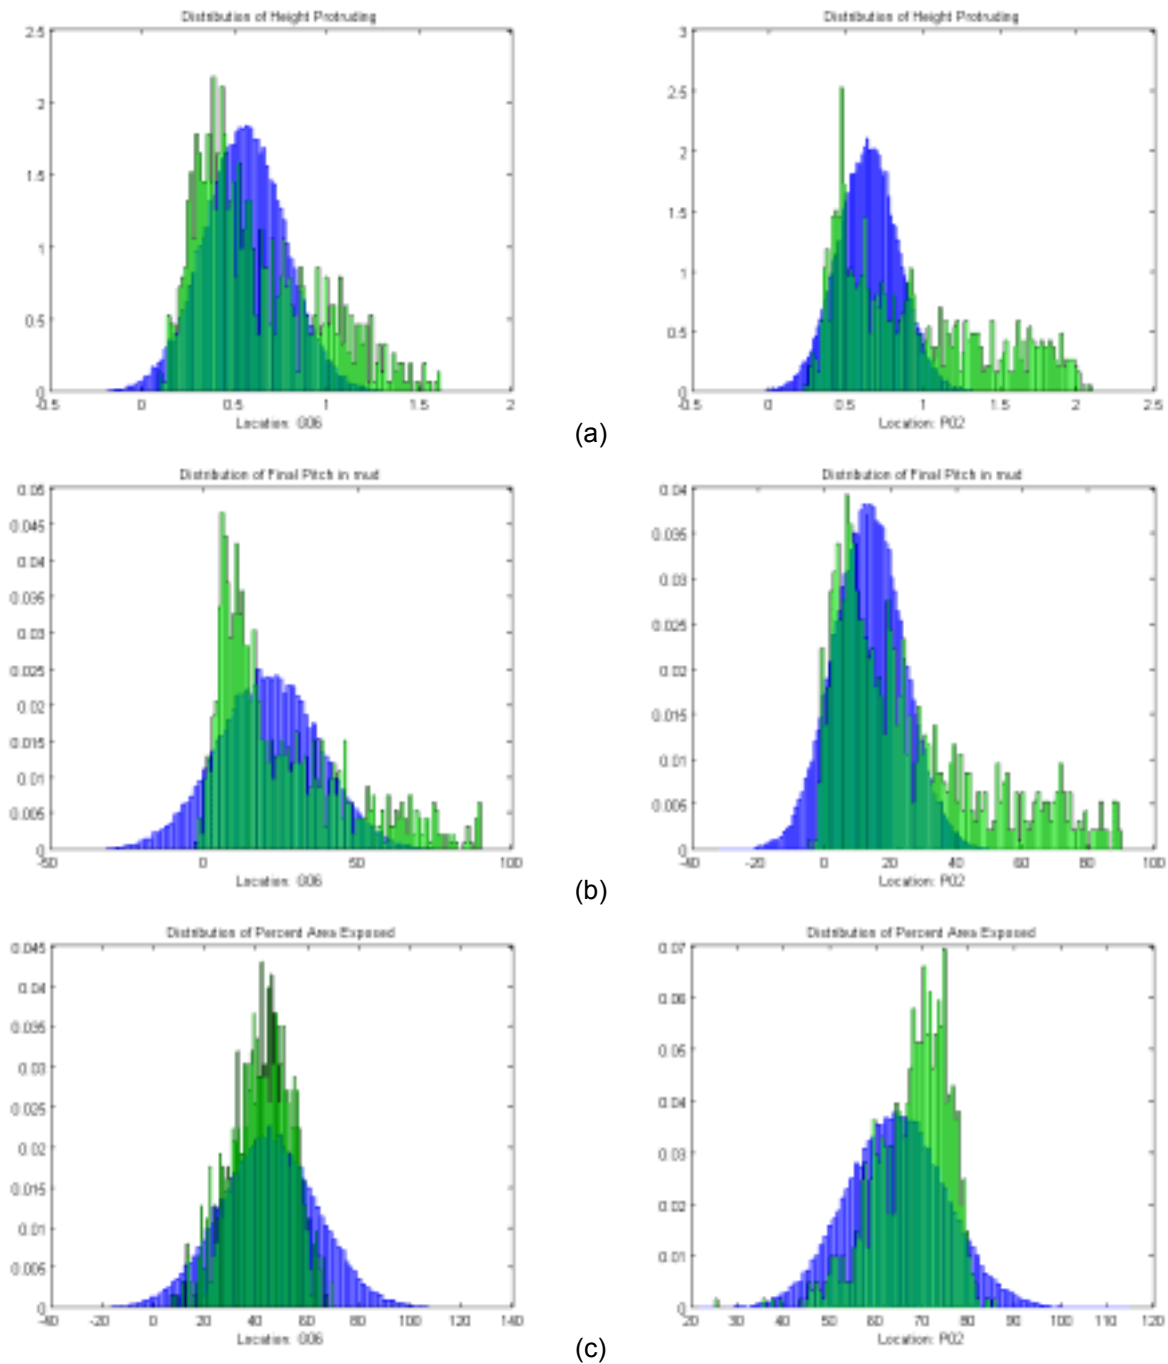 Distribution of Height Protruding
2.5
2
1.5
1
0.5
0
-0.5 0 0.5 1 1.5 2
Location: G06
Distribution of Height Protruding
3
2.5
2
1.5
1
0.5
0
-0.5 0 0.5 1 1.5 2 2.5
Location: P02
(a)
Distribution of Final Pitch in mud
0.05
0.045
0.04
0.035
0.03
0.025
0.02
0.015
0.01
0.005
0
-50 0 50 100
Location: G06
Distribution of Final Pitch in mud
0.04
0.035
0.03
0.025
0.02
0.015
0.01
0.005
0
-40 -20 0 20 40 60 80 100
Location: P02
(b)
Distribution of Percent Area Exposed
0.045
0.04
0.035
0.03
0.025
0.02
0.015
0.01
0.005
0
-40 -20 0 20 40 60 80 100 120 140
Location: G06
Distribution of Percent Area Exposed
0.07
0.06
0.05
0.04
0.03
0.02
0.01
0
20 30 40 50 60 70 80 90 100 110 120
Location: P02
(c)